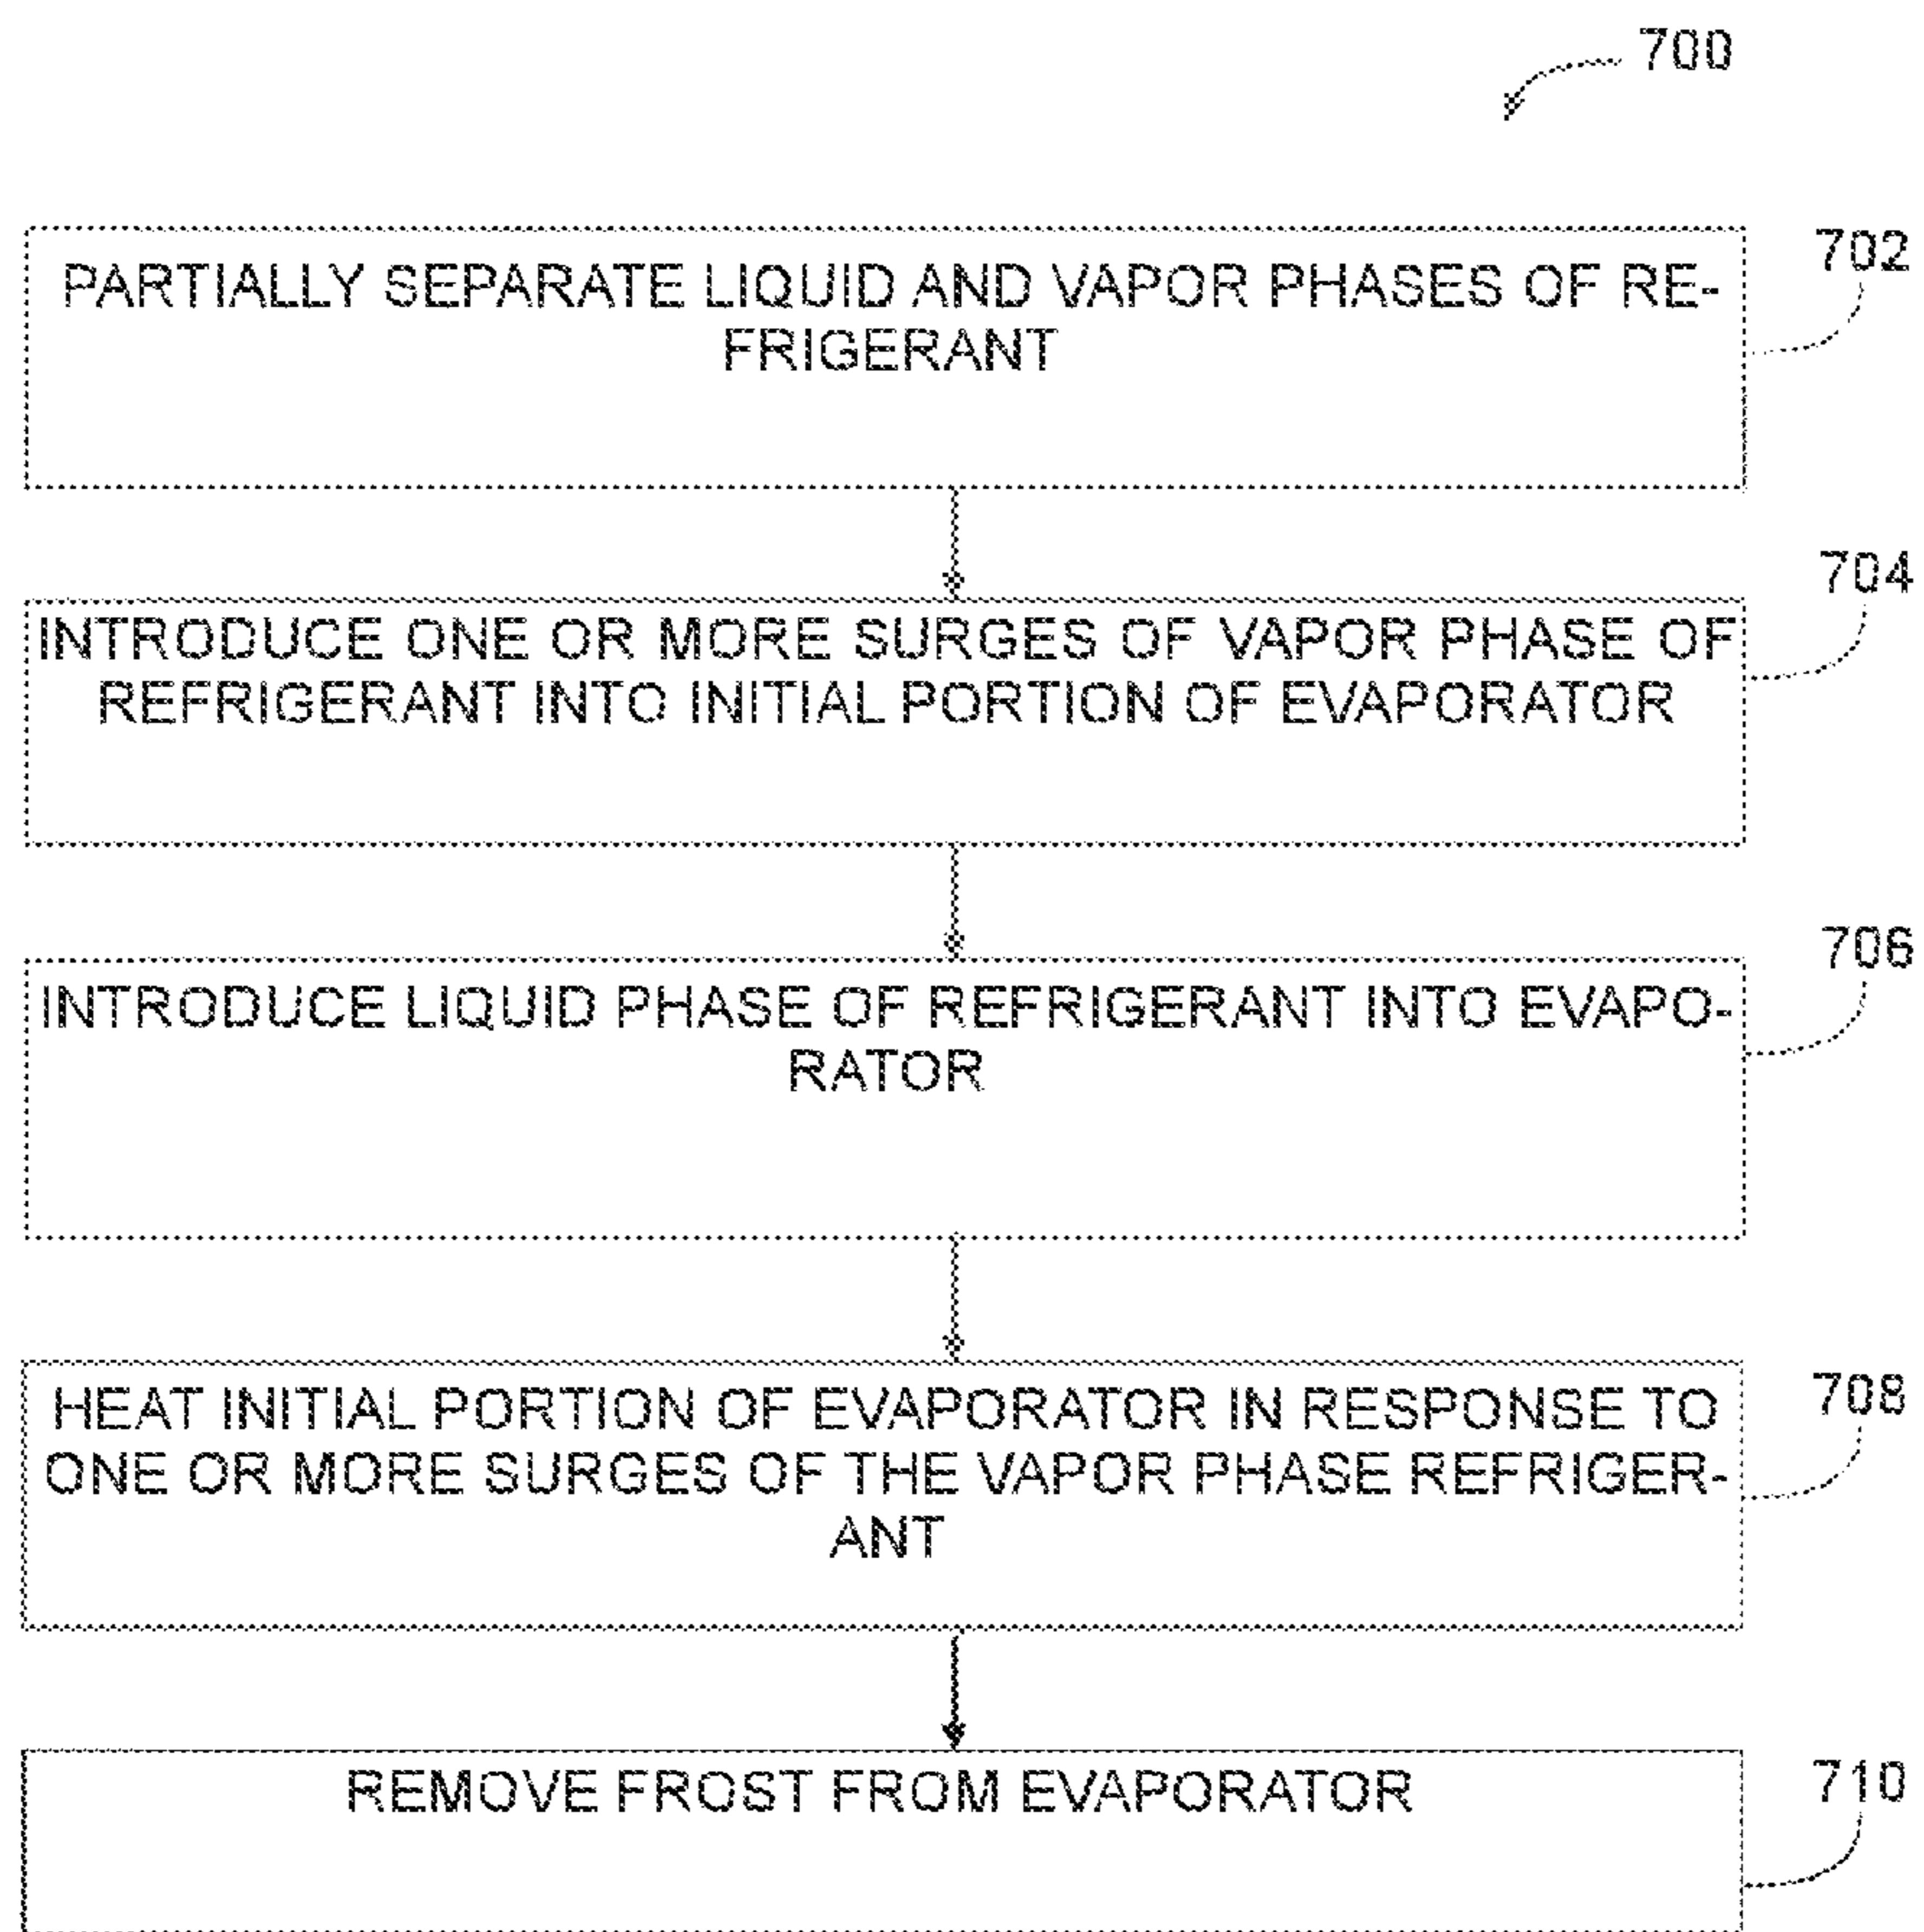 700
702
PARTIALLY SEPARATE LIQUID AND VAPOR PHASES OF RE-
FRIGERANT
704
INTRODUCE ONE OR MORE SURGES OF VAPOR PHASE OF
REFRIGERANT INTO INITIAL PORTION OF EVAPORATOR
706
INTRODUCE LIQUID PHASE OF REFRIGERANT INTO EVAPO-
RATOR
708
HEAT INITIAL PORTION OF EVAPORATOR IN RESPONSE TO
ONE OR MORE SURGES OF THE VAPOR PHASE REFRIGER-
ANT
710
REMOVE FROST FROM EVAPORATOR